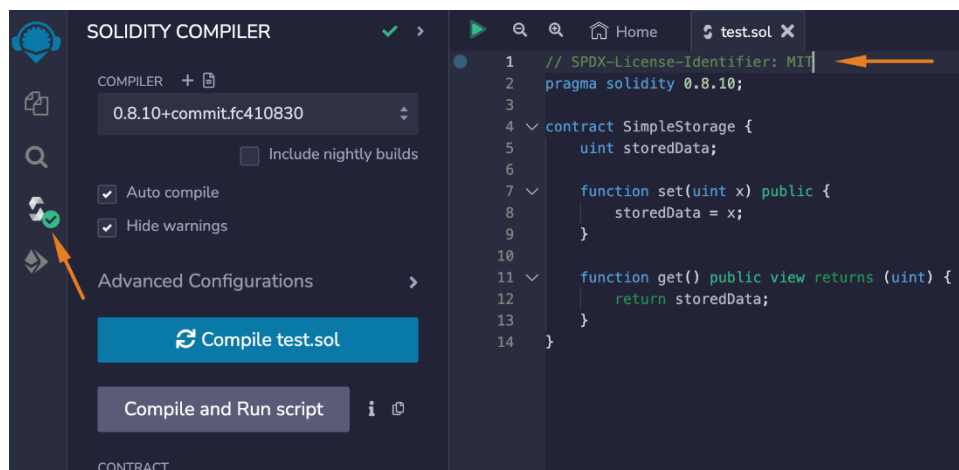 SOLIDITY COMPILER
COMPILER
0.8.10+commit.fc410830
Include nightly builds
Auto compile
Hide warnings
Advanced Configurations
Compile test.sol
Compile and Run script
i
CONTRACT
Home
test.sol
1 // SPDX-License-Identifier: MIT
2 pragma solidity 0.8.10;
3
4 contract SimpleStorage {
5 uint storedData;
6
7 function set(uint x) public {
8 storedData = x;
9 }
10
11 function get() public view returns (uint) {
12 return storedData;
13 }
14 }